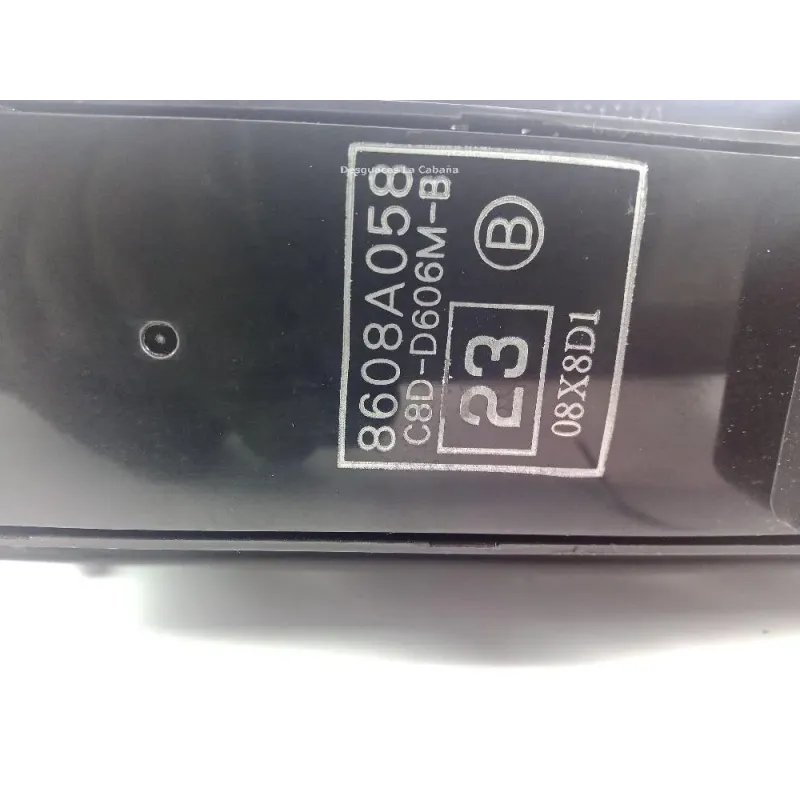 Desguaces La Cabaña
8608A058
C8D-D606M-B
23
B
08X8D1